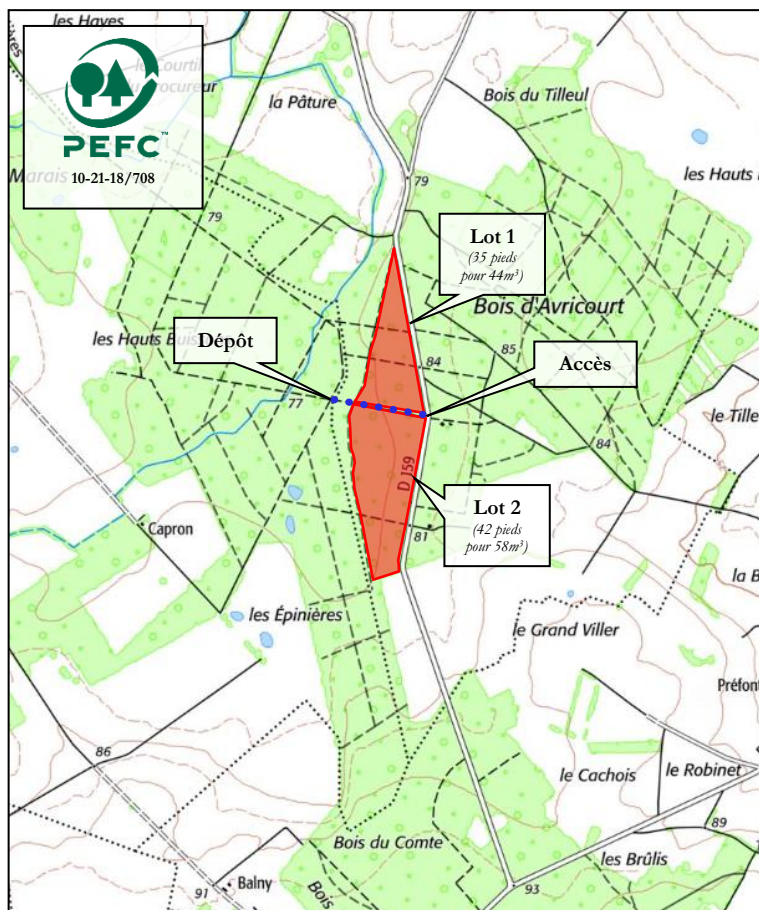 les Hayes
PEFC™
10-21-18/708
la Pâture
Bois du Tilleul
79
79
les Hauts
Marais
Lot 1
(35 pieds
pour 44m³)
Bois d'Avricourt
les Hauts
Dépôt
84
85
Accès
77
le Tille
84
D 159
Lot 2
(42 pieds
pour 58m³)
Capron
81
la B
les Épinières
le Grand Viller
Préfont
86
le Cachois
le Robinet
89
Bois du Comte
les Brûlis
Balny
91
Bois
93